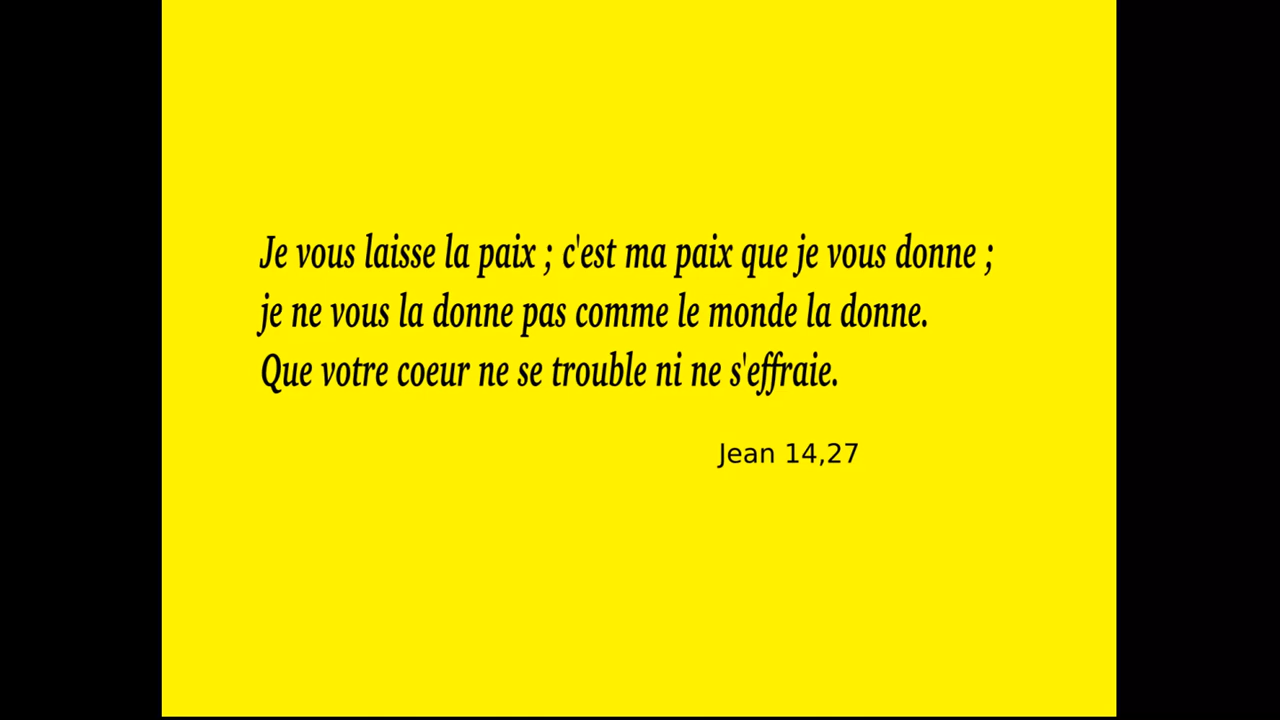 Je vous laisse la paix ; c'est ma paix que je vous donne ;
je ne vous la donne pas comme le monde la donne.
Que votre coeur ne se trouble ni ne s'effraie.
Jean 14,27